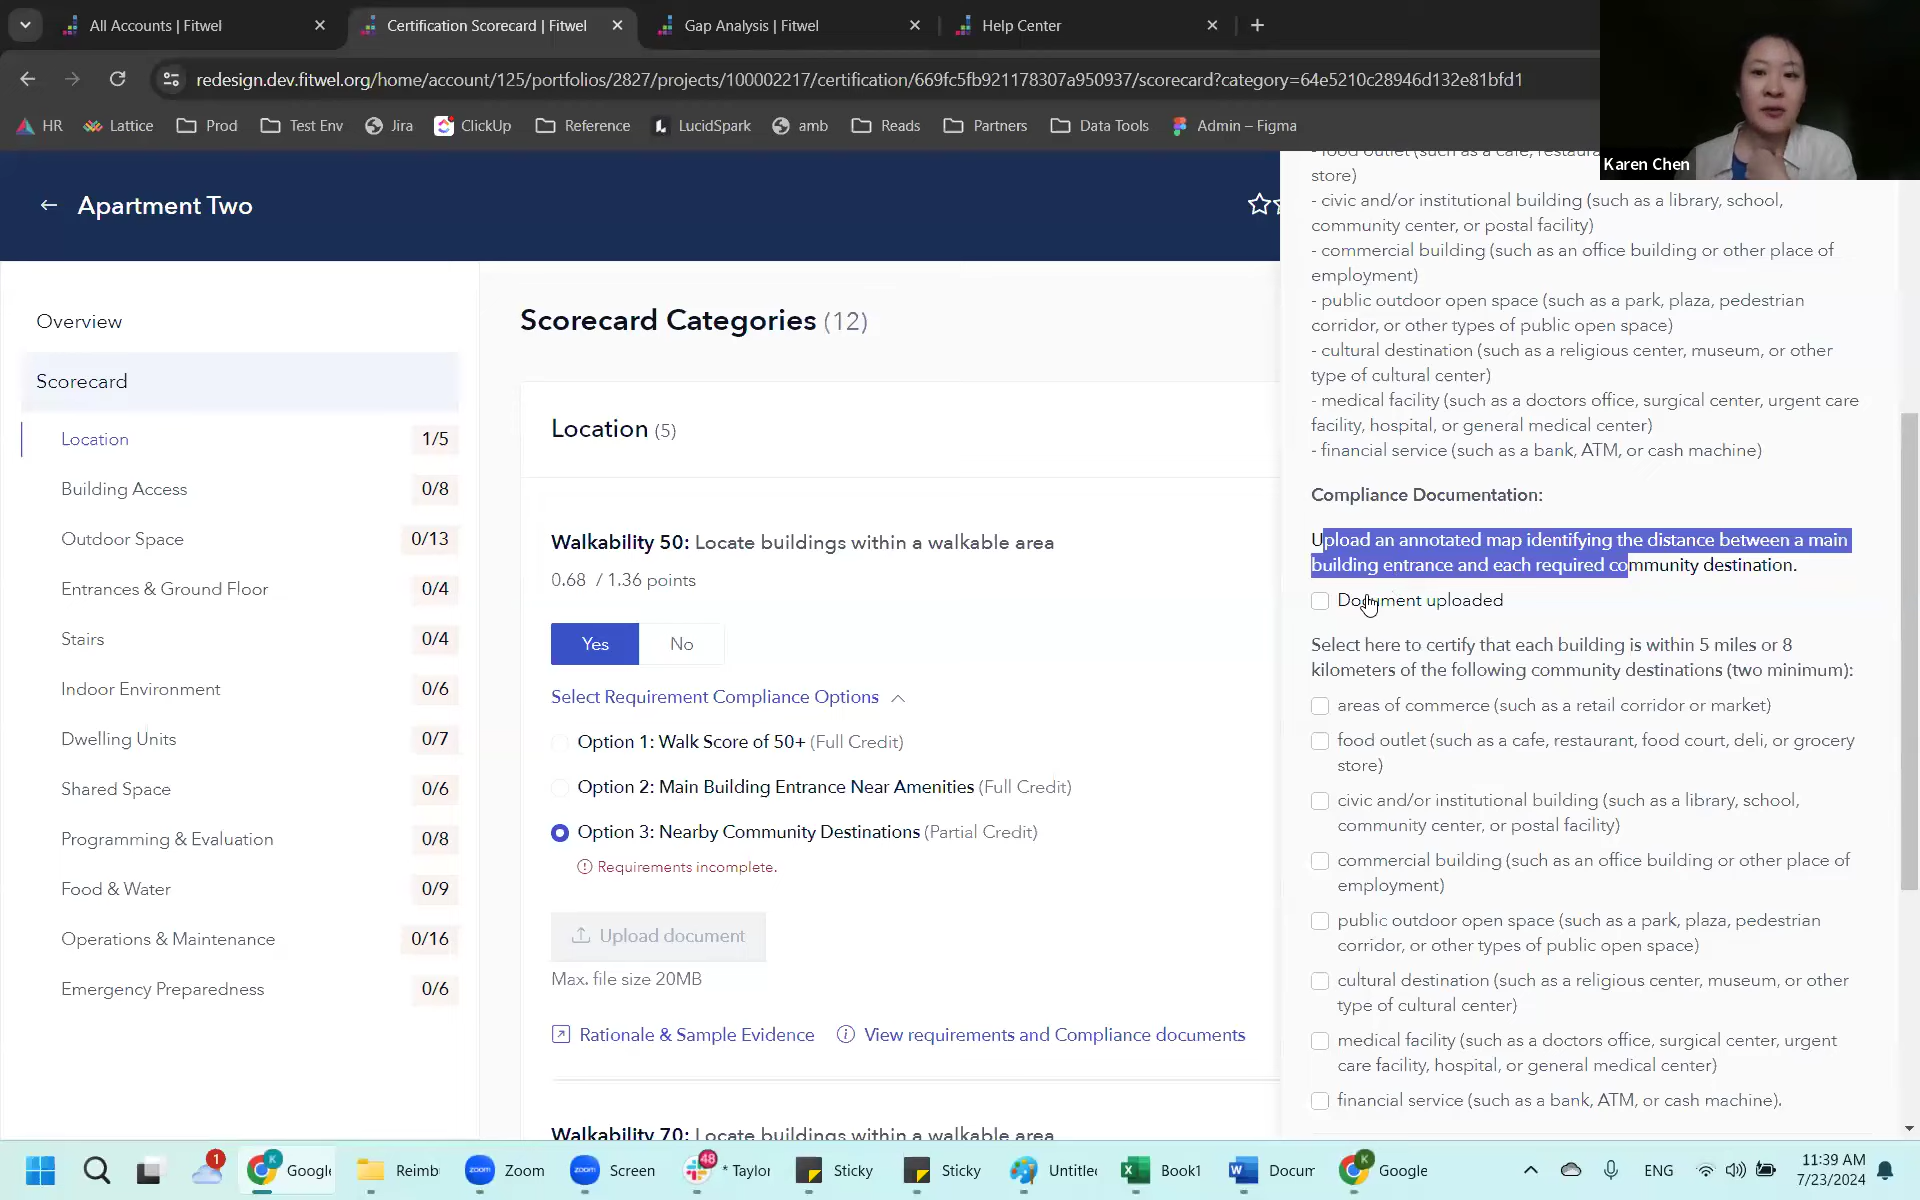 All Accounts | Fitwel
Certification Scorecard | Fitwel
Gap Analysis | Fitwel
Help Center
redesign.dev.fitwel.org/home/account/125/portfolios/2827/projects/100002217/certification/669fc5fb921178307a950937/scorecard?category=64e5210c28946d132e81bfd1
HR
Lattice
Prod
Test Env
Jira
ClickUp
Reference
LucidSpark
amb
Reads
Partners
Data Tools
Admin – Figma
Karen Chen
Apartment Two
Overview
Scorecard
Location 1/5
Building Access 0/8
Outdoor Space 0/13
Entrances & Ground Floor 0/4
Stairs 0/4
Indoor Environment 0/6
Dwelling Units 0/7
Shared Space 0/6
Programming & Evaluation 0/8
Food & Water 0/9
Operations & Maintenance 0/16
Emergency Preparedness 0/6
Scorecard Categories (12)
Location (5)
Walkability 50: Locate buildings within a walkable area
0.68 / 1.36 points
Yes
No
Select Requirement Compliance Options
Option 1: Walk Score of 50+ (Full Credit)
Option 2: Main Building Entrance Near Amenities (Full Credit)
Option 3: Nearby Community Destinations (Partial Credit)
Requirements incomplete.
Upload document
Max. file size 20MB
Rationale & Sample Evidence
View requirements and Compliance documents
Walkability 70: Locate buildings within a walkable area
- food outlet (such as a cafe, restaura
store)
- civic and/or institutional building (such as a library, school,
community center, or postal facility)
- commercial building (such as an office building or other place of
employment)
- public outdoor open space (such as a park, plaza, pedestrian
corridor, or other types of public open space)
- cultural destination (such as a religious center, museum, or other
type of cultural center)
- medical facility (such as a doctors office, surgical center, urgent care
facility, hospital, or general medical center)
- financial service (such as a bank, ATM, or cash machine)
Compliance Documentation:
Upload an annotated map identifying the distance between a main
building entrance and each required community destination.
Document uploaded
Select here to certify that each building is within 5 miles or 8
kilometers of the following community destinations (two minimum):
areas of commerce (such as a retail corridor or market)
food outlet (such as a cafe, restaurant, food court, deli, or grocery
store)
civic and/or institutional building (such as a library, school,
community center, or postal facility)
commercial building (such as an office building or other place of
employment)
public outdoor open space (such as a park, plaza, pedestrian
corridor, or other types of public open space)
cultural destination (such as a religious center, museum, or other
type of cultural center)
medical facility (such as a doctors office, surgical center, urgent
care facility, hospital, or general medical center)
financial service (such as a bank, ATM, or cash machine).
1
K
Google
Reimb
zoom
Zoom
zoom
Screen
48
* Taylor
Sticky
Sticky
Untitle
Book1
Docum
K
Google
ENG
11:39 AM
7/23/2024